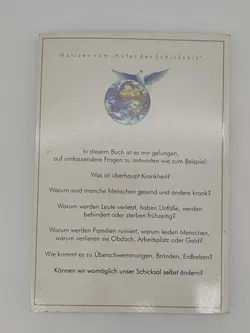 Notizen vom „Hüter des Schicksals"
In diesem Buch ist es mir gelungen,
auf umfassendere Fragen zu antworten wie zum Beispiel:
Was ist überhaupt Krankheit?
Warum sind manche Menschen gesund und andere krank?
Warum werden Leute verletzt, haben Unfälle, werden
behindert oder sterben frühzeitig?
Warum werden Familien ruiniert, warum leiden Menschen,
warum verlieren sie Obdach, Arbeitsplatz oder Geld?
Wie kommt es zu Überschwemmungen, Bränden, Erdbeben?
Können wir womöglich unser Schicksal selbst ändern?